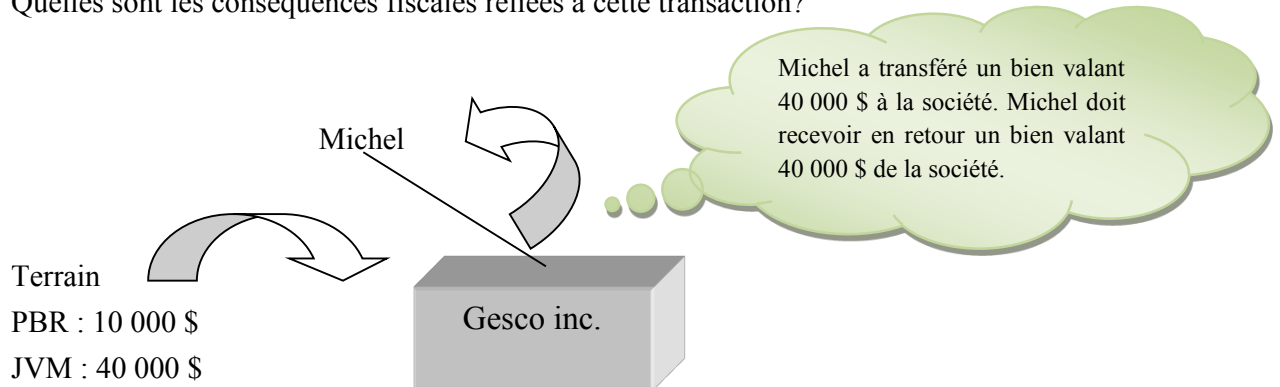 Quelles sont les conséquences fiscales reliées à cette transaction?
Michel a transféré un bien valant
40 000 $ à la société. Michel doit
recevoir en retour un bien valant
40 000 $ de la société.
Michel
Terrain
PBR : 10 000 $
JVM : 40 000 $
Gesco inc.